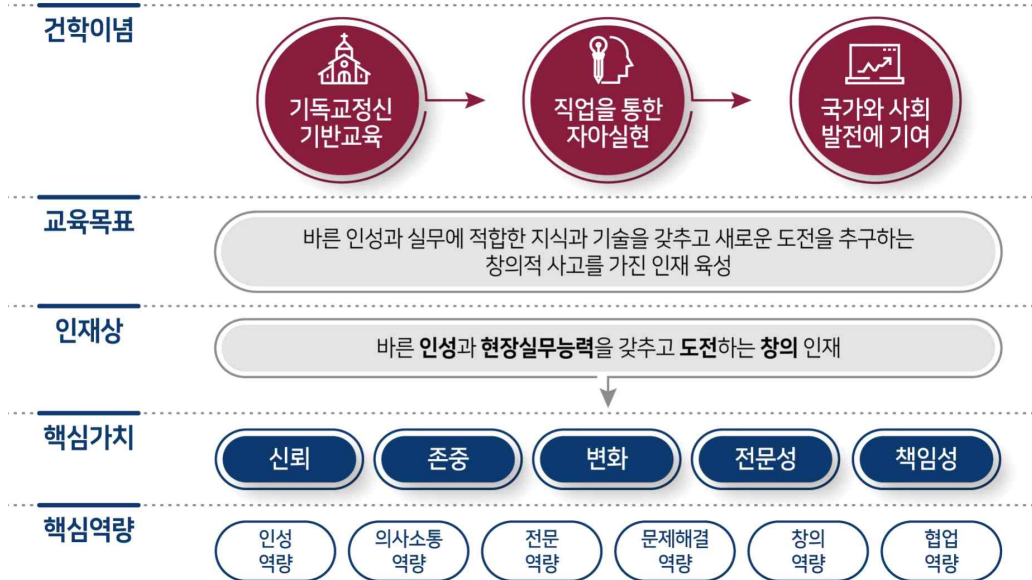 건학이념
기독교정신
기반교육
직업을 통한
자아실현
국가와 사회
발전에 기여
교육목표
바른 인성과 실무에 적합한 지식과 기술을 갖추고 새로운 도전을 추구하는
창의적 사고를 가진 인재 육성
인재상
바른 인성과 현장실무능력을 갖추고 도전하는 창의 인재
핵심가치
신뢰
존중
변화
전문성
책임성
핵심역량
인성
역량
의사소통
역량
전문
역량
문제해결
역량
창의
역량
협업
역량